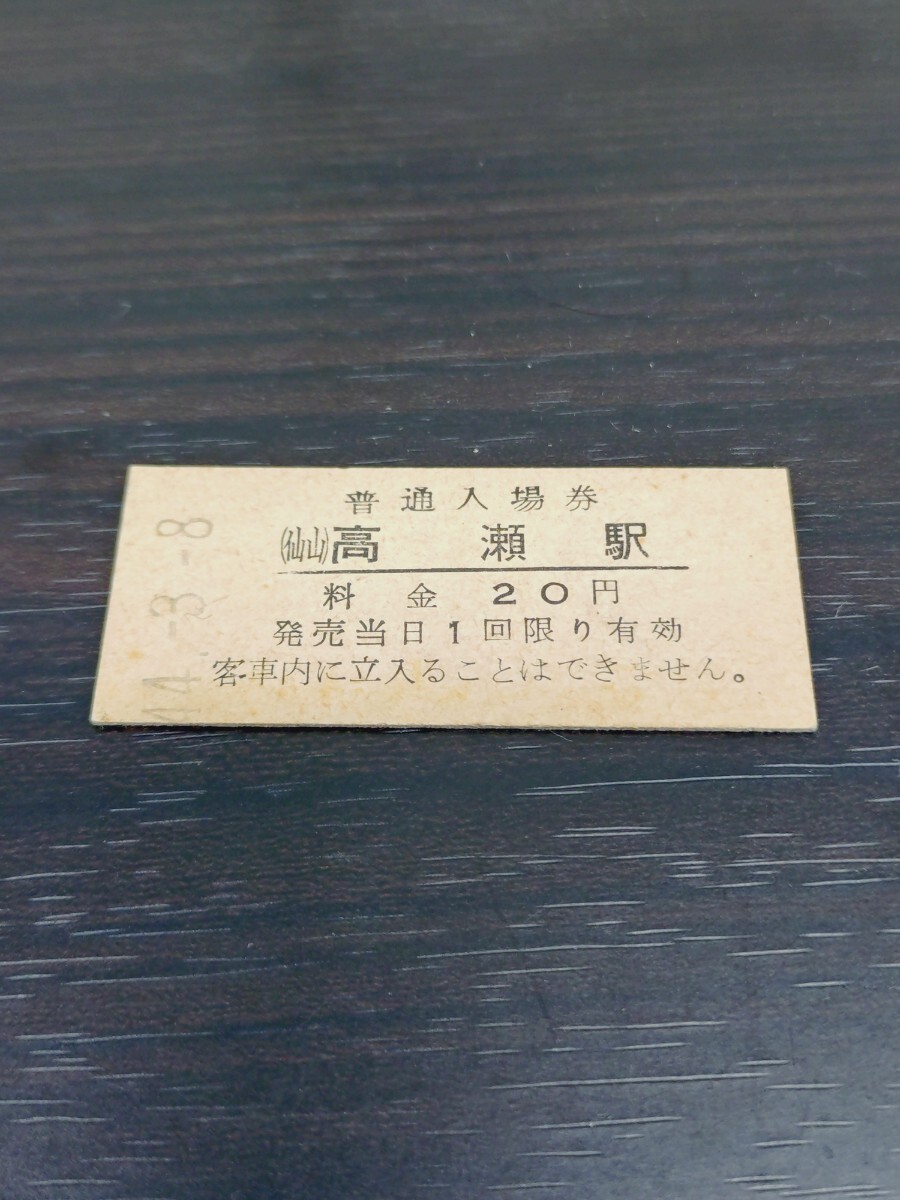 普通入場券
(仙山)高瀬駅
料金 20円
発売当日1回限り有効
客車内に立入ることはできません。
44.-3.-8